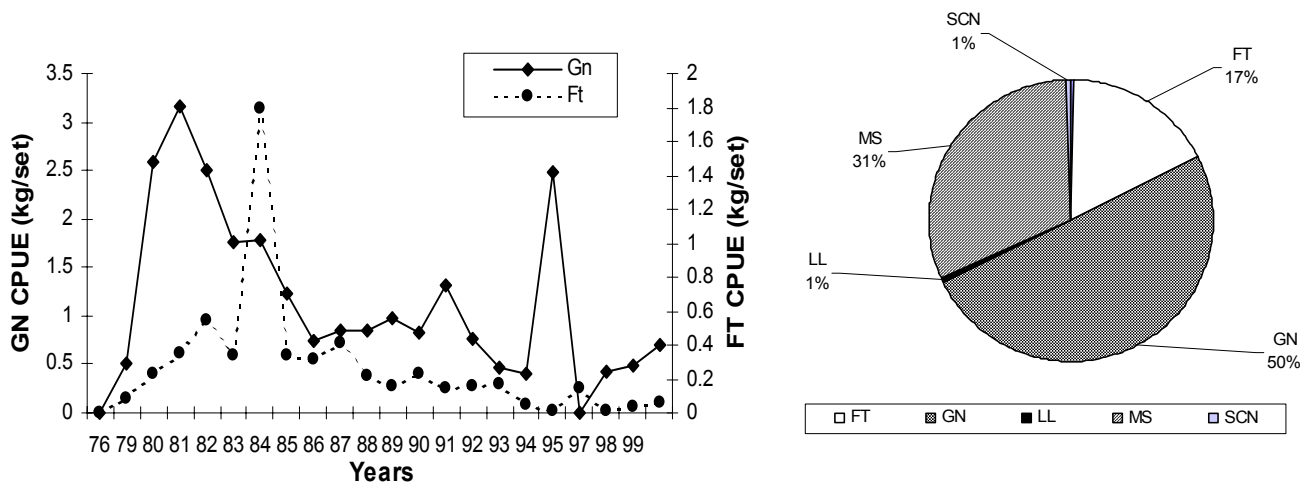 Gn
Ft
GN CPUE (kg/set)
3.5
3
2.5
2
1.5
1
0.5
0
2
1.8
1.6
1.4
1.2
1
0.8
0.6
0.4
0.2
0
FT CPUE (kg/set)
76 79 80 81 82 83 84 85 86 87 88 89 90 91 92 93 94 95 97 98 99
Years
SCN
1%
FT
17%
MS
31%
LL
1%
GN
50%
FT GN LL MS SCN